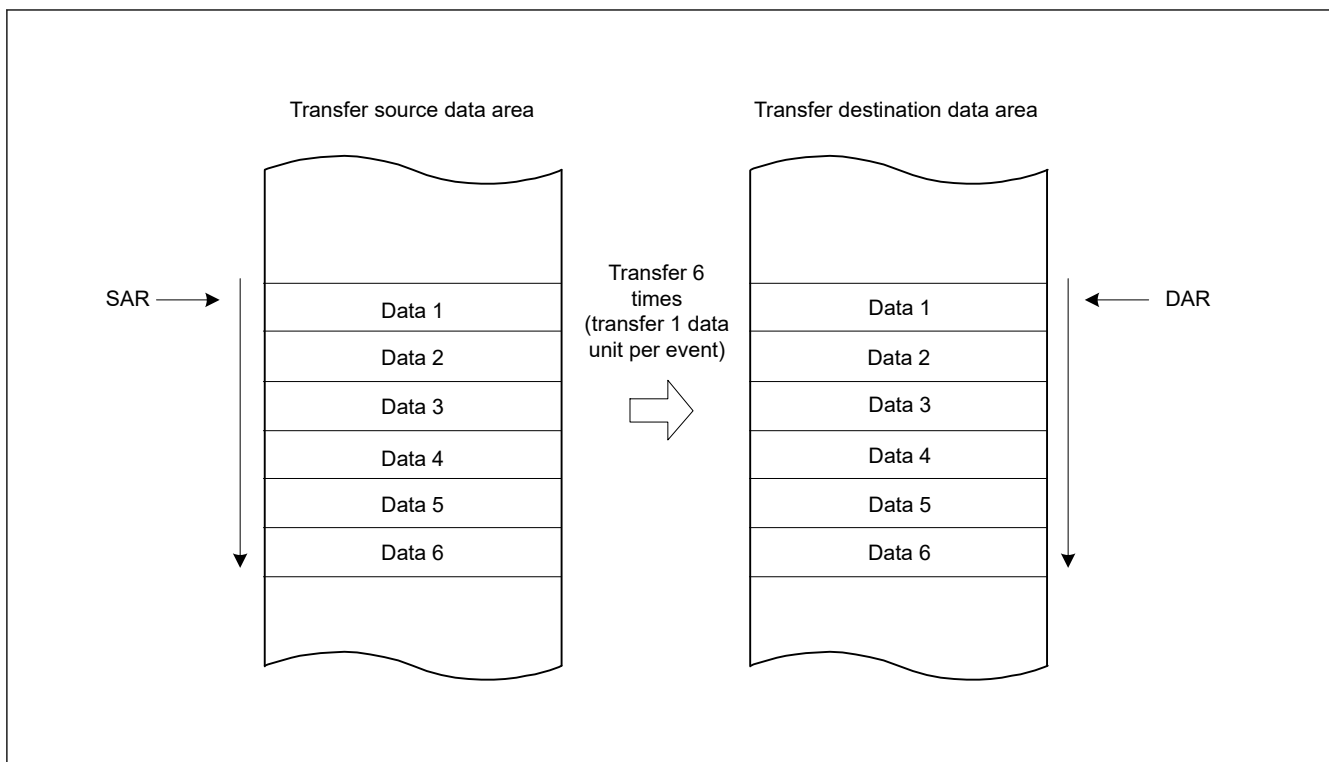 Transfer source data area
Transfer destination data area
SAR
Data 1
Data 2
Data 3
Data 4
Data 5
Data 6
Transfer 6
times
(transfer 1 data
unit per event)
Data 1
Data 2
Data 3
Data 4
Data 5
Data 6
DAR